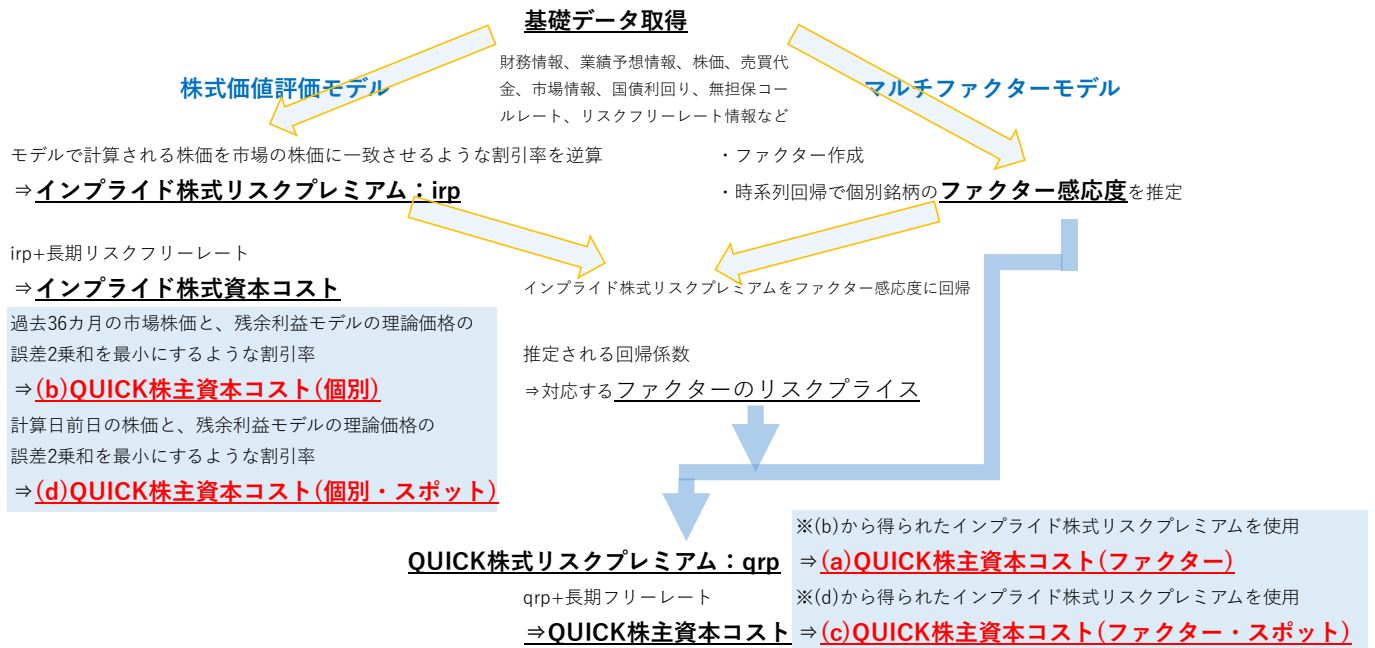 基礎データ取得
財務情報、業績予想情報、株価、売買代
金、市場情報、国債利回り、無担保コー
ルレート、リスクフリーレート情報など
株式価値評価モデル
モデルで計算される株価を市場の株価に一致させるような割引率を逆算
⇒インプライド株式リスクプレミアム：irp
irp+長期リスクフリーレート
⇒インプライド株式資本コスト
過去36カ月の市場株価と、残余利益モデルの理論価格の
誤差2乗和を最小にするような割引率
⇒(b)QUICK株主資本コスト(個別)
計算日前日の株価と、残余利益モデルの理論価格の
誤差2乗和を最小にするような割引率
⇒(d)QUICK株主資本コスト(個別・スポット)
マルチファクターモデル
・ファクター作成
・時系列回帰で個別銘柄のファクター感応度を推定
インプライド株式リスクプレミアムをファクター感応度に回帰
推定される回帰係数
⇒対応するファクターのリスクプライス
QUICK株式リスクプレミアム：qrp
qrp+長期フリーレート
⇒QUICK株主資本コスト
※(b)から得られたインプライド株式リスクプレミアムを使用
⇒(a)QUICK株主資本コスト(ファクター)
※(d)から得られたインプライド株式リスクプレミアムを使用
⇒(c)QUICK株主資本コスト(ファクター・スポット)